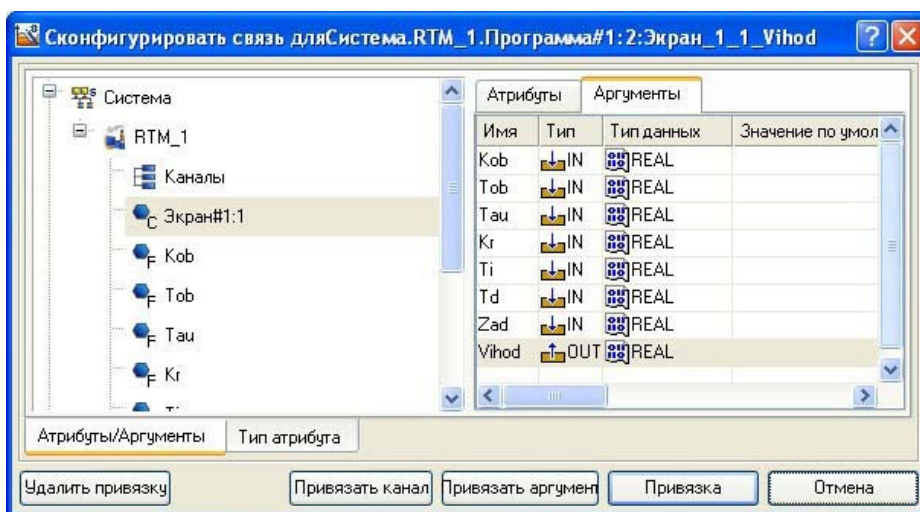 Сконфигурировать связь дляСистема.RTM_1.Программа#1:2:Экран_1_1_Vihod
Система
RTM_1
Каналы
Экран#1:1
Kob
Tob
Tau
Kr
Атрибуты Аргументы
Имя Тип Тип данных Значение по умол
Kob IN REAL
Tob IN REAL
Tau IN REAL
Kr IN REAL
Ti IN REAL
Td IN REAL
Zad IN REAL
Vihod OUT REAL
Атрибуты/Аргументы Тип атрибута
Удалить привязку Привязать канал Привязать аргумент Привязка Отмена